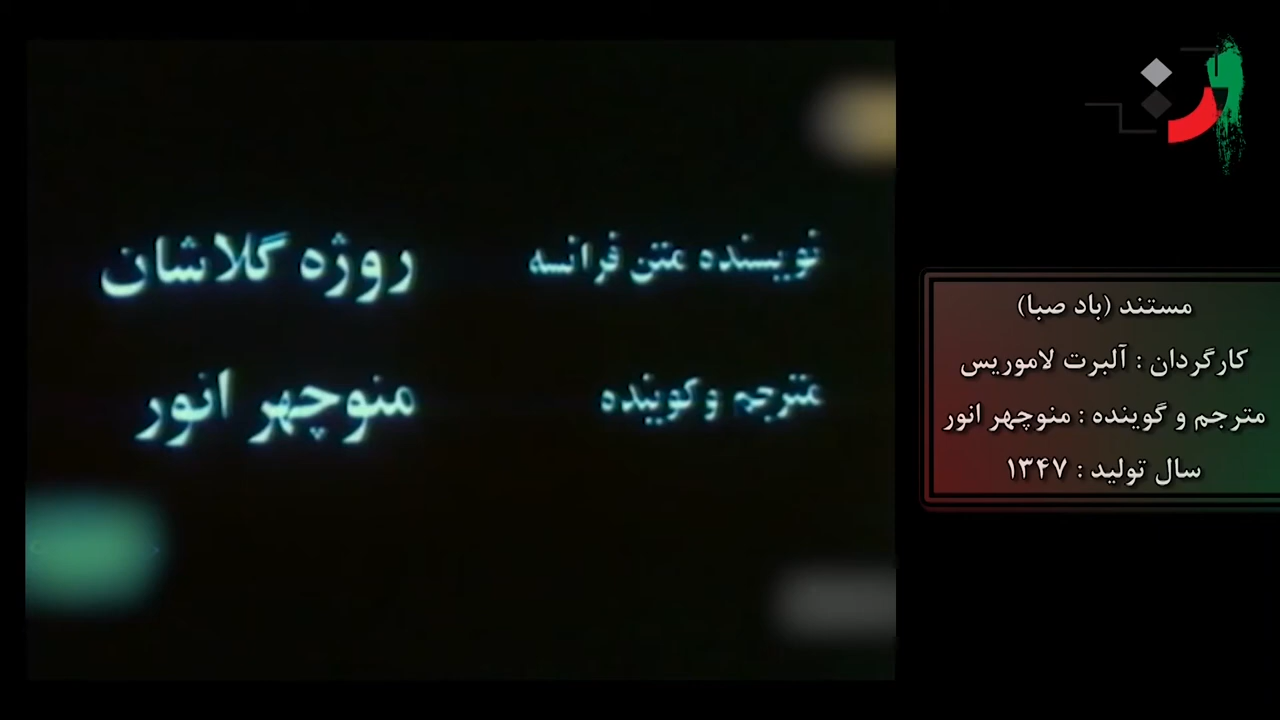 نویسنده متن فرانسه روژه گلاشان
مترجم و گوینده منوچهر انور
مستند (باد صبا)
کارگردان : آلبرت لاموریس
مترجم و گوینده : منوچهر انور
سال تولید : ۱۳۴۷